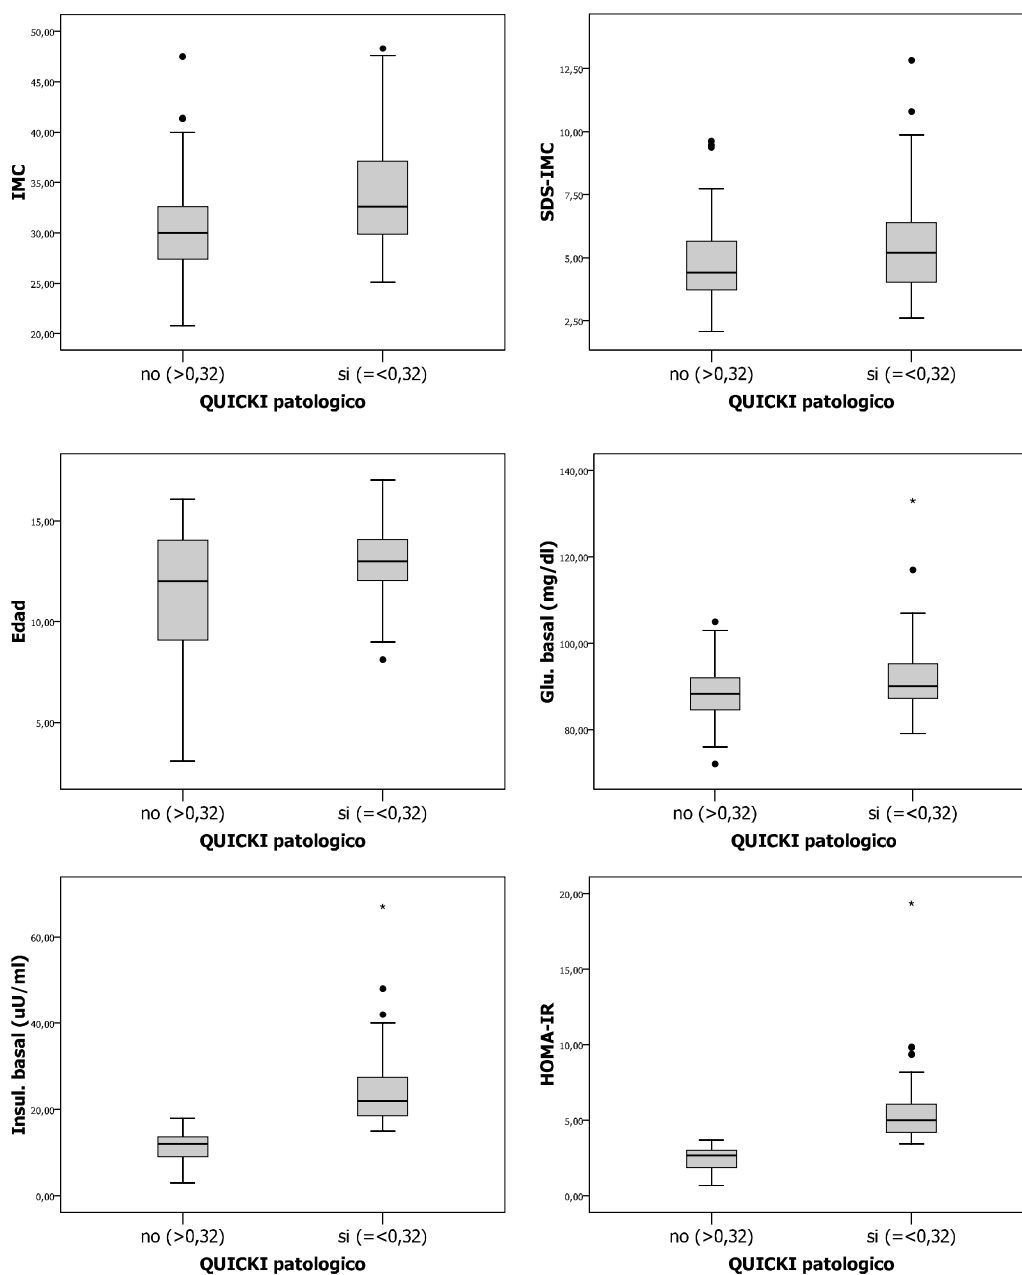 50,00
45,00
40,00
35,00
30,00
25,00
20,00
IMC
no (>0,32)
si (=<0,32)
QUICKI patologico
12,50
10,00
7,50
5,00
2,50
SDS-IMC
no (>0,32)
si (=<0,32)
QUICKI patologico
15,00
10,00
5,00
Edad
no (>0,32)
si (=<0,32)
QUICKI patologico
140,00
120,00
100,00
80,00
Glu. basal (mg/dl)
*
no (>0,32)
si (=<0,32)
QUICKI patologico
60,00
40,00
20,00
0,00
Insul. basal (uU/ml)
*
no (>0,32)
si (=<0,32)
QUICKI patologico
20,00
15,00
10,00
5,00
0,00
HOMA-IR
*
no (>0,32)
si (=<0,32)
QUICKI patologico